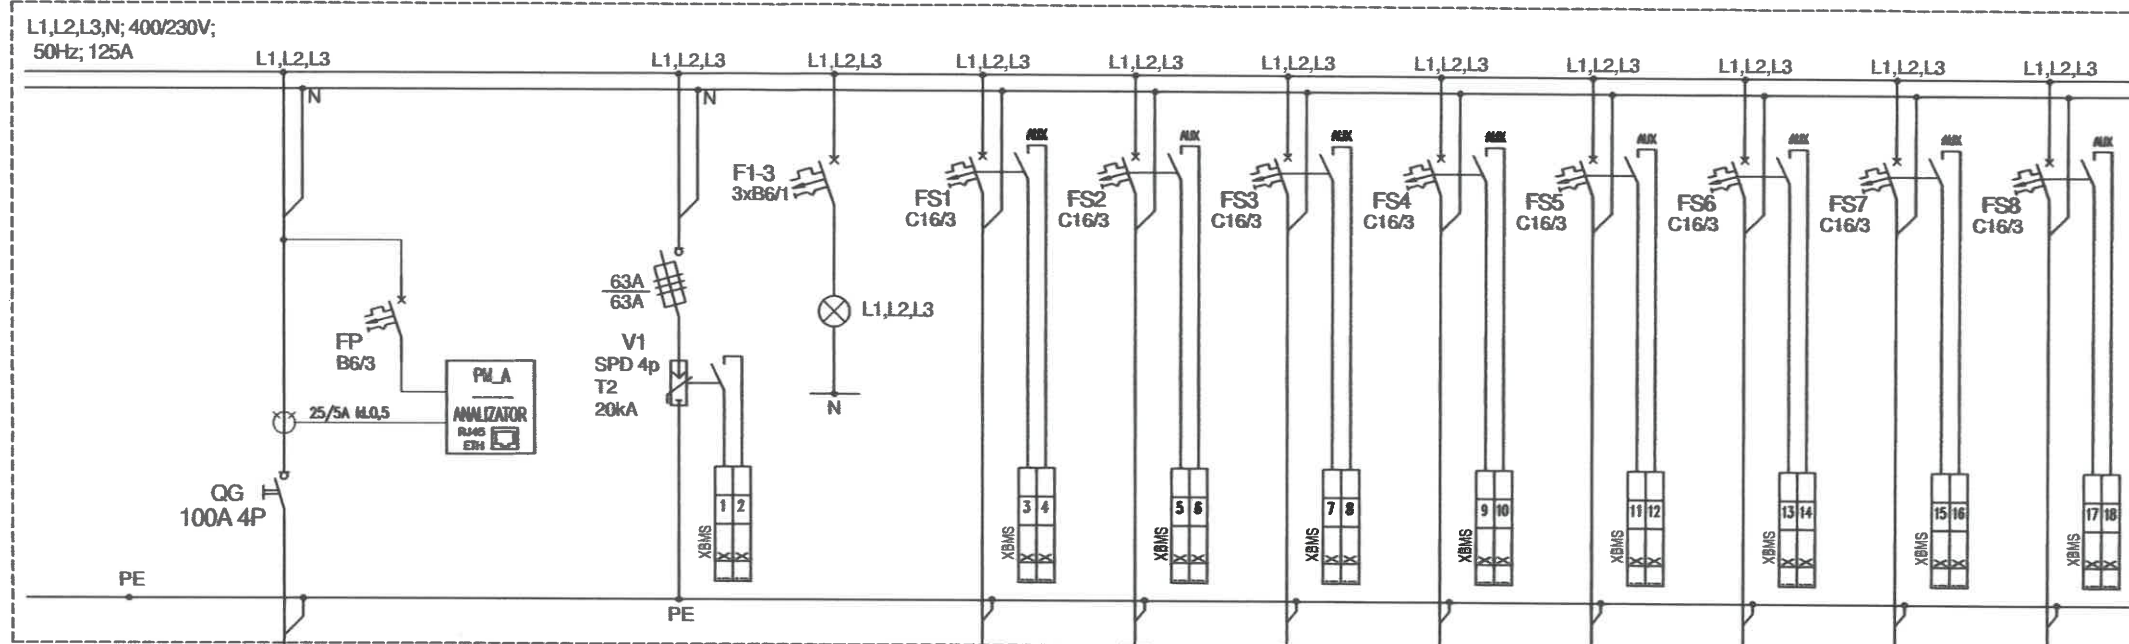 L1,L2,L3,N; 400/230V;
50Hz; 125A
L1,L2,L3
L1,L2,L3
L1,L2,L3
L1,L2,L3
L1,L2,L3
L1,L2,L3
L1,L2,L3
L1,L2,L3
L1,L2,L3
L1,L2,L3
L1,L2,L3
N
N
AUX
AUX
AUX
AUX
AUX
AUX
AUX
AUX
F1-3
3xB6/1
FS1
C16/3
FS2
C16/3
FS3
C16/3
FS4
C16/3
FS5
C16/3
FS6
C16/3
FS7
C16/3
FS8
C16/3
63A
63A
L1,L2,L3
FP
B6/3
V1
SPD 4p
T2
20kA
PM_A
ANALIZATOR
RJ45
ETH
25/5A kl.0,5
N
QG
100A 4P
1 2
XBMS
3 4
XBMS
5 6
XBMS
7 8
XBMS
9 10
XBMS
11 12
XBMS
13 14
XBMS
15 16
XBMS
17 18
XBMS
PE
PE